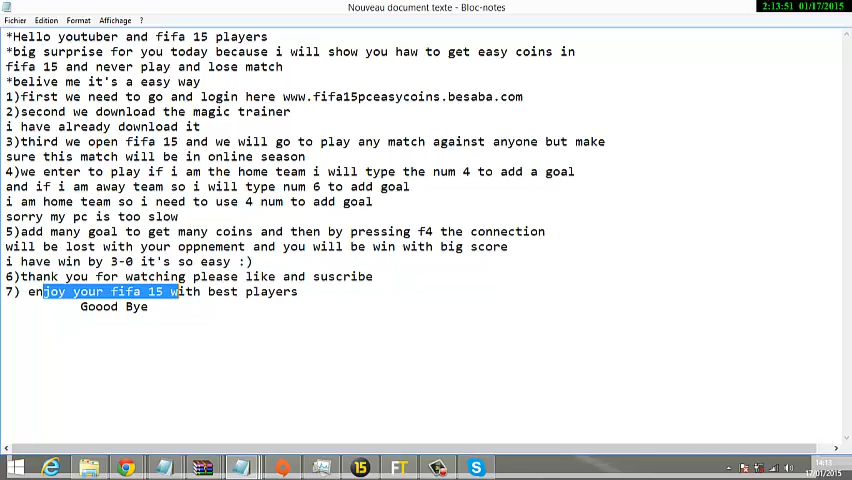 Nouveau document texte - Bloc-notes
2:13:51 01/17/2015
Fichier Edition Format Affichage ?
*Hello youtuber and fifa 15 players
*big surprise for you today because i will show you haw to get easy coins in
fifa 15 and never play and lose match
*belive me it's a easy way
1)first we need to go and login here www.fifa15pceasycoins.besaba.com
2)second we download the magic trainer
i have already download it
3)third we open fifa 15 and we will go to play any match against anyone but make
sure this match will be in online season
4)we enter to play if i am the home team i will type the num 4 to add a goal
and if i am away team so i will type num 6 to add goal
i am home team so i need to use 4 num to add goal
sorry my pc is too slow
5)add many goal to get many coins and then by pressing f4 the connection
will be lost with your oppnement and you will be win with big score
i have win by 3-0 it's so easy :)
6)thank you for watching please like and suscribe
7) enjoy your fifa 15 with best players
Goood Bye
15 FT
14:13
17/01/2015